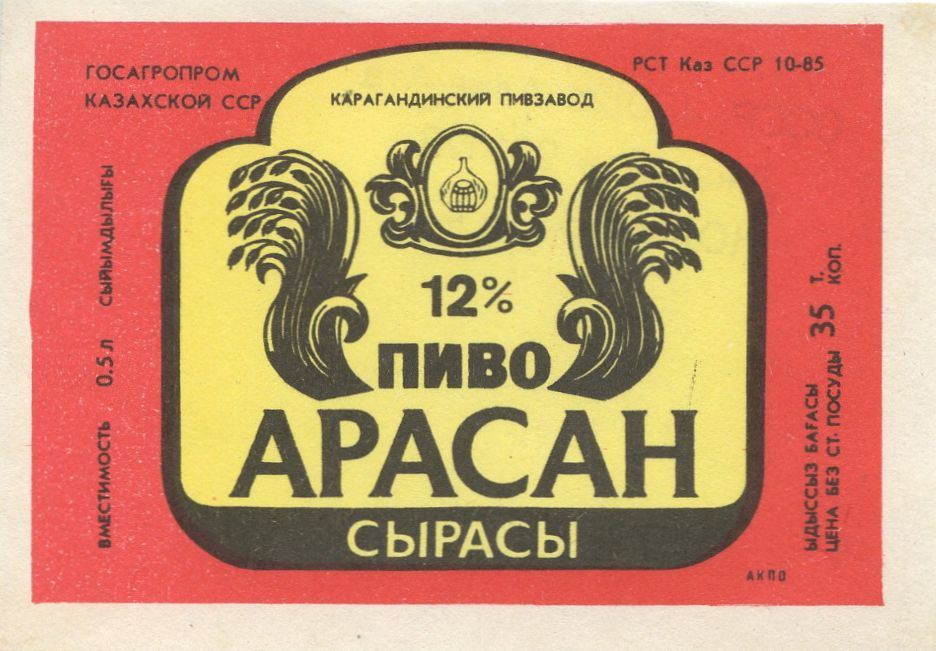 ГОСАГРОПРОМ
КАЗАХСКОЙ ССР
РСТ Каз ССР 10-85
КАРАГАНДИНСКИЙ ПИВЗАВОД
ВМЕСТИМОСТЬ 0.5 л СЫЙЫМДЫЛЫҒЫ
12%
ПИВО
АРАСАН
СЫРАСЫ
ЫДЫССЫЗ БАҒАСЫ 35 Т.
ЦЕНА БЕЗ СТ. ПОСУДЫ КОП.
АКПО